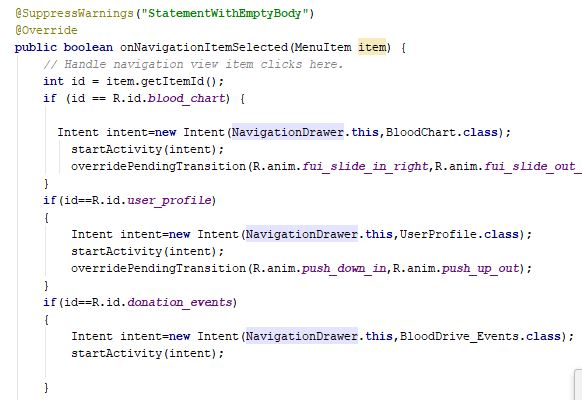 @SuppressWarnings("StatementWithEmptyBody")
@Override
public boolean onNavigationItemSelected(MenuItem item) {
// Handle navigation view item clicks here.
int id = item.getItemId();
if (id == R.id.blood_chart) {
Intent intent=new Intent(NavigationDrawer.this,BloodChart.class);
startActivity(intent);
overridePendingTransition(R.anim.fui_slide_in_right,R.anim.fui_slide_out_
}
if(id==R.id.user_profile)
{
Intent intent=new Intent(NavigationDrawer.this,UserProfile.class);
startActivity(intent);
overridePendingTransition(R.anim.push_down_in,R.anim.push_up_out);
}
if(id==R.id.donation_events)
{
Intent intent=new Intent(NavigationDrawer.this,BloodDrive_Events.class);
startActivity(intent);
}